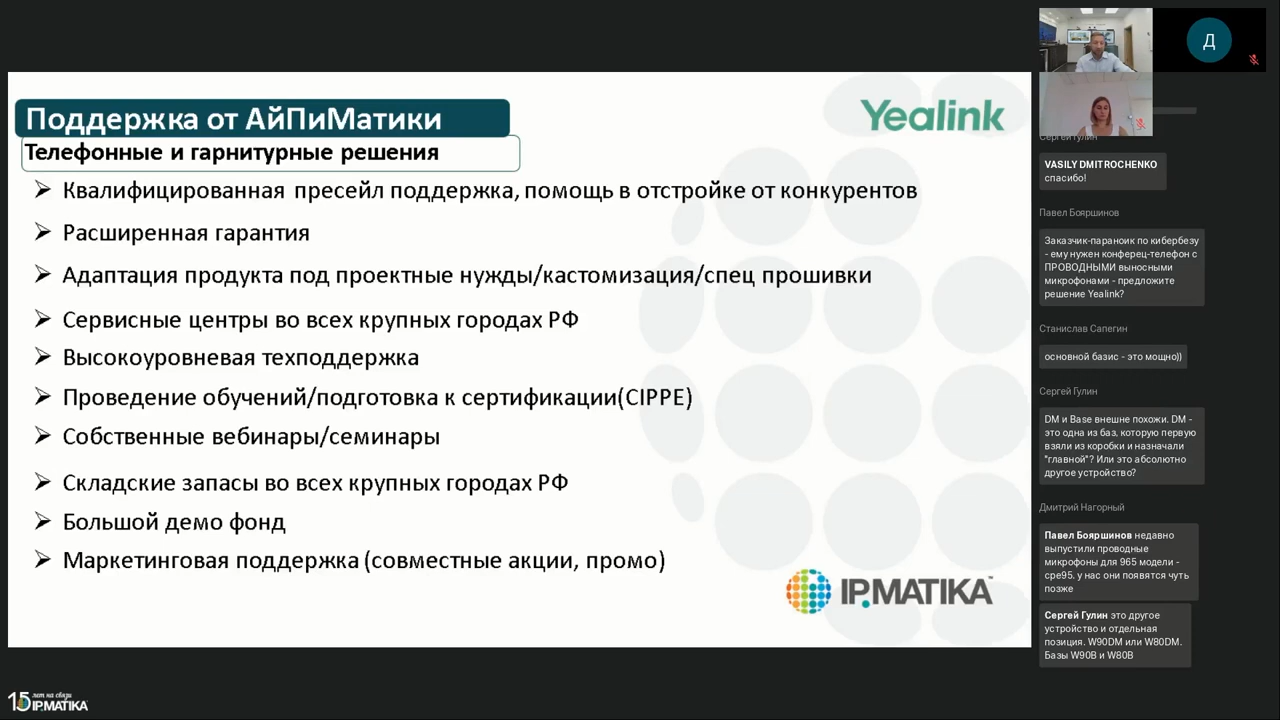 Поддержка от АйПиМатики
Yealink
Телефонные и гарнитурные решения
Квалифицированная пресейл поддержка, помощь в отстройке от конкурентов
Расширенная гарантия
Адаптация продукта под проектные нужды/кастомизация/спец прошивки
Сервисные центры во всех крупных городах РФ
Высокоуровневая техподдержка
Проведение обучений/подготовка к сертификации(CIPPE)
Собственные вебинары/семинары
Складские запасы во всех крупных городах РФ
Большой демо фонд
Маркетинговая поддержка (совместные акции, промо)
IP.MATIKA
15 лет на связи
IP.MATIKA
Д
Сергей Гулин
VASILY DMITROCHENKO
спасибо!
Павел Бояршинов
Заказчик-параноик по кибербезу
- ему нужен конферец-телефон с
ПРОВОДНЫМИ выносными
микрофонами - предложите
решение Yealink?
Станислав Сапегин
основной базис - это мощно))
Сергей Гулин
DM и Base внешне похожи. DM -
это одна из баз, которую первую
взяли из коробки и назначали
"главной"? Или это абсолютно
другое устройство?
Дмитрий Нагорный
Павел Бояршинов недавно
выпустили проводные
микрофоны для 965 модели -
cpe95. у нас они появятся чуть
позже
Сергей Гулин это другое
устройство и отдельная
позиция. W90DM или W80DM.
Базы W90B и W80B